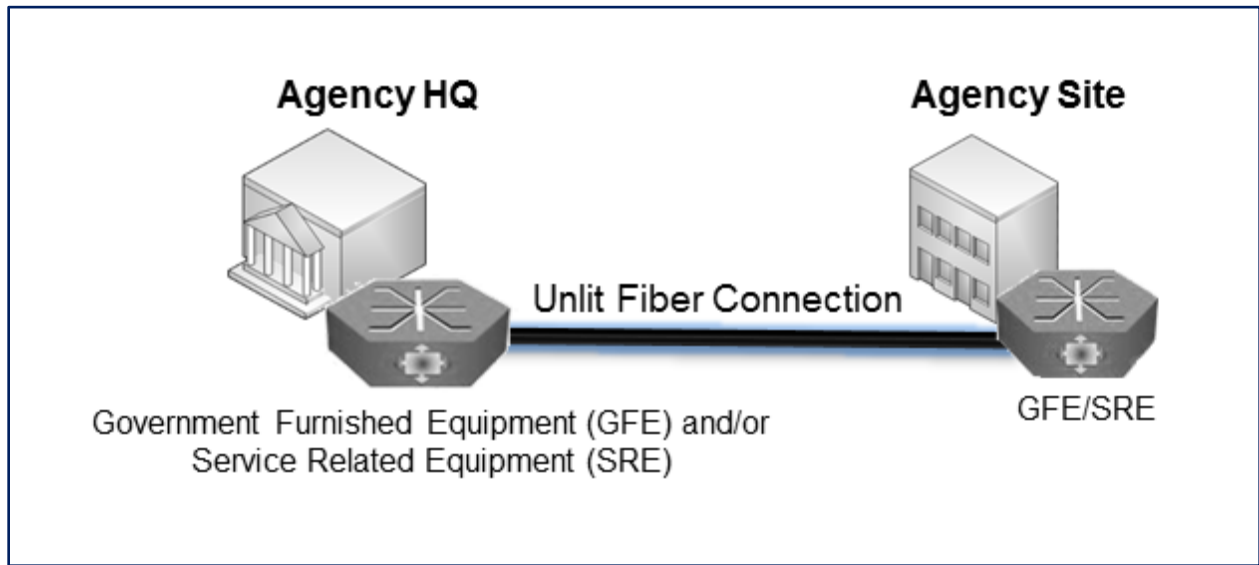 Agency HQ
Agency Site
Unlit Fiber Connection
Government Furnished Equipment (GFE) and/or
Service Related Equipment (SRE)
GFE/SRE